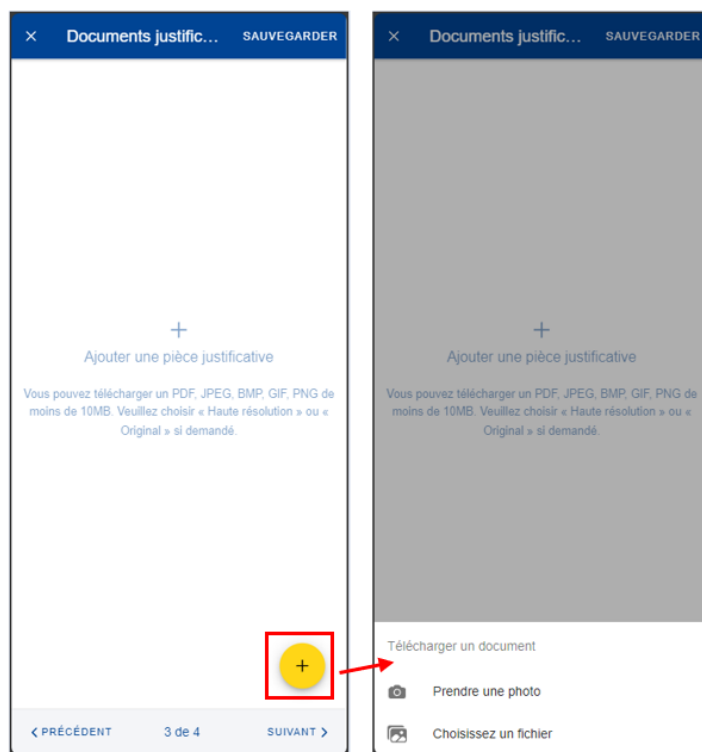 × Documents justific... SAUVEGARDER
+
Ajouter une pièce justificative
Vous pouvez télécharger un PDF, JPEG, BMP, GIF, PNG de
moins de 10MB. Veuillez choisir « Haute résolution » ou «
Original » si demandé.
+
PRÉCÉDENT 3 de 4 SUIVANT
× Documents justific... SAUVEGARDER
+
Ajouter une pièce justificative
Vous pouvez télécharger un PDF, JPEG, BMP, GIF, PNG de
moins de 10MB. Veuillez choisir « Haute résolution » ou «
Original » si demandé.
Télécharger un document
Prendre une photo
Choisissez un fichier